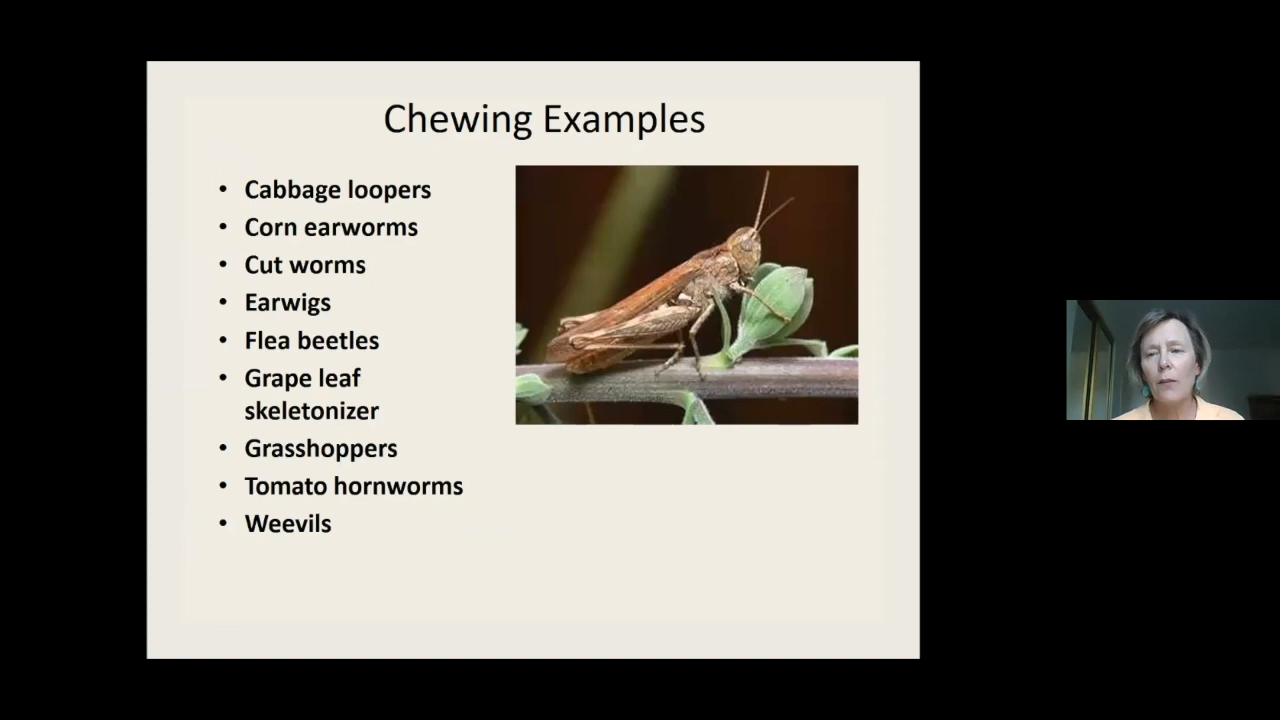 Chewing Examples
• Cabbage loopers
• Corn earworms
• Cut worms
• Earwigs
• Flea beetles
• Grape leaf
skeletonizer
• Grasshoppers
• Tomato hornworms
• Weevils